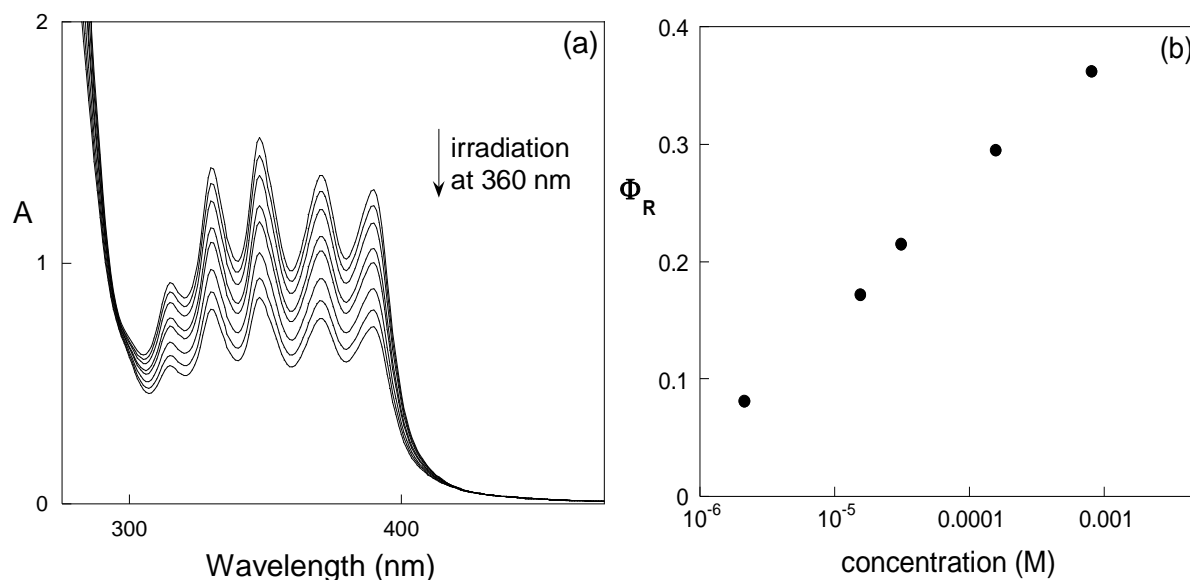 (a)
2
1
0
A
irradiation
at 360 nm
300
400
Wavelength (nm)
(b)
0.4
0.3
0.2
0.1
0
Φ_R
10^-6
10^-5
0.0001
0.001
concentration (M)